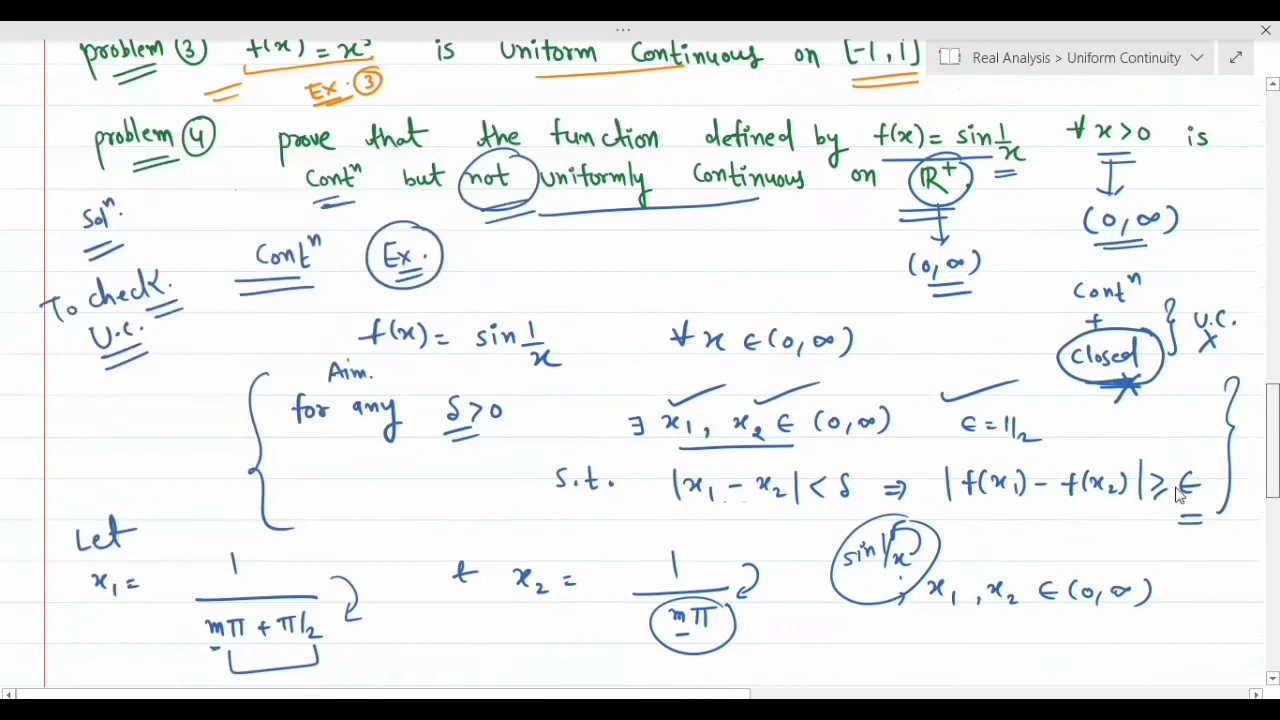 Real Analysis > Uniform Continuity
problem ③ f(x) = x³ is uniform continuous on [-1, 1]
Ex. ③
problem ④ prove that the function defined by f(x) = sin 1/x ∀ x>0 is
Contⁿ but not uniformly continuous on ℝ⁺.
(0, ∞)
Solⁿ.
Contⁿ Ex.
(0, ∞)
To check.
U.C.
Contⁿ
+
closed
U.C.
X
f(x) = sin 1/x ∀ x ∈ (0, ∞)
Aim.
for any δ>0 ∃ x₁, x₂ ∈ (0, ∞) ϵ = 1/2
s.t. |x₁ - x₂| < δ ⇒ |f(x₁) - f(x₂)| ≥ ϵ
Let
x₁ = 1/(mπ + π/2) & x₂ = 1/(mπ) , x₁, x₂ ∈ (0, ∞)
sin 1/x